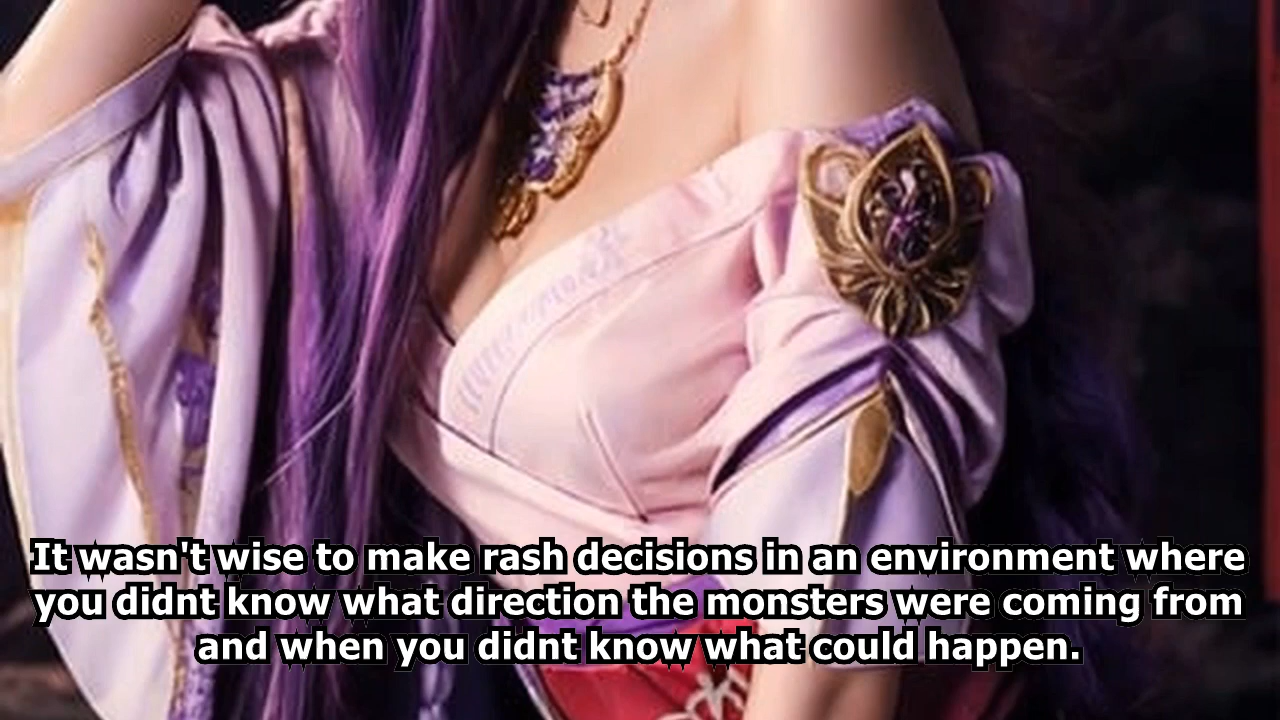 It wasn't wise to make rash decisions in an environment where
you didnt know what direction the monsters were coming from
and when you didnt know what could happen.